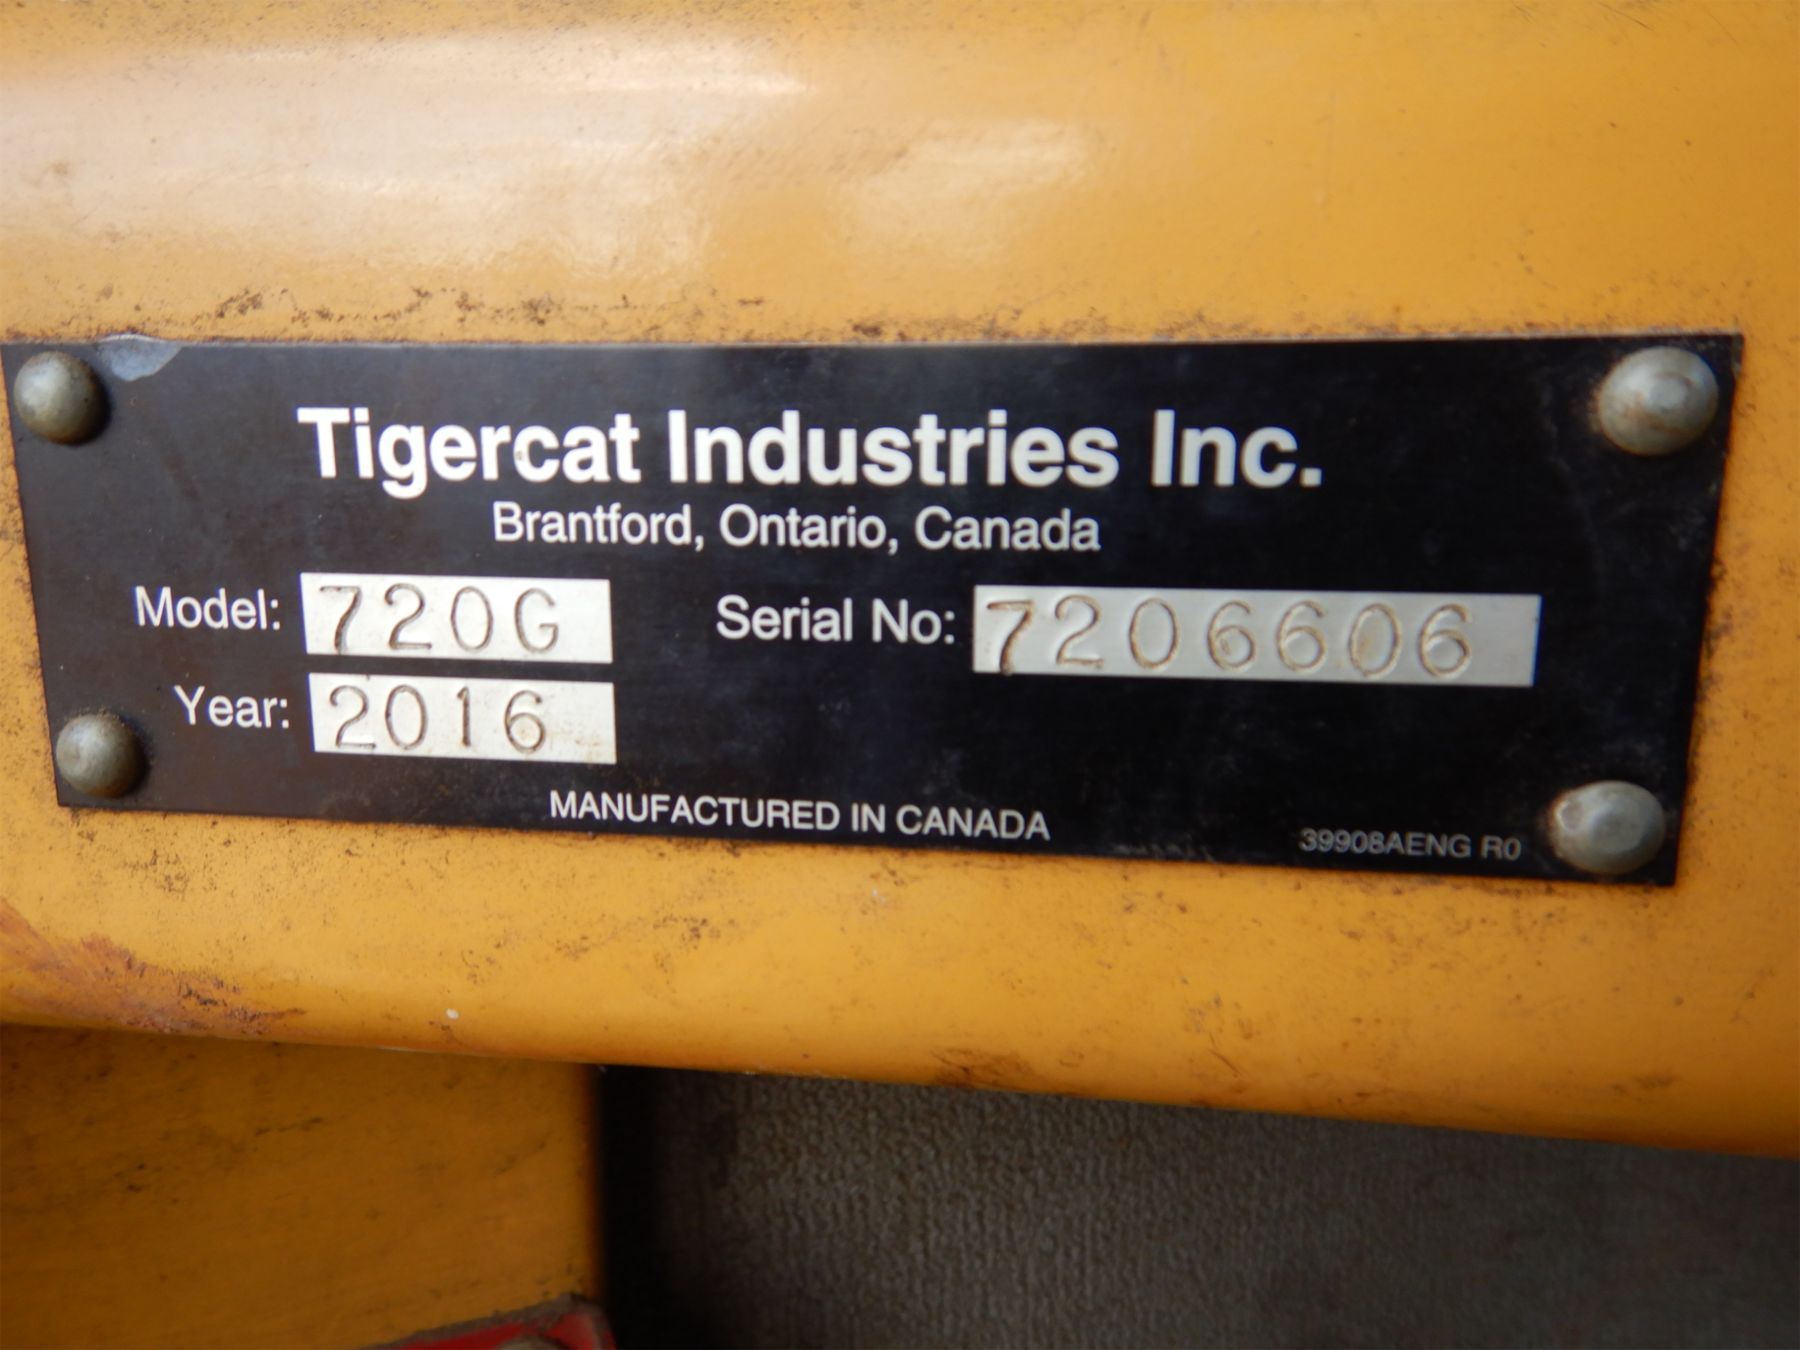 Tigercat Industries Inc.
Brantford, Ontario, Canada
Model: 720G Serial No: 7206606
Year: 2016
MANUFACTURED IN CANADA
39908AENG R0